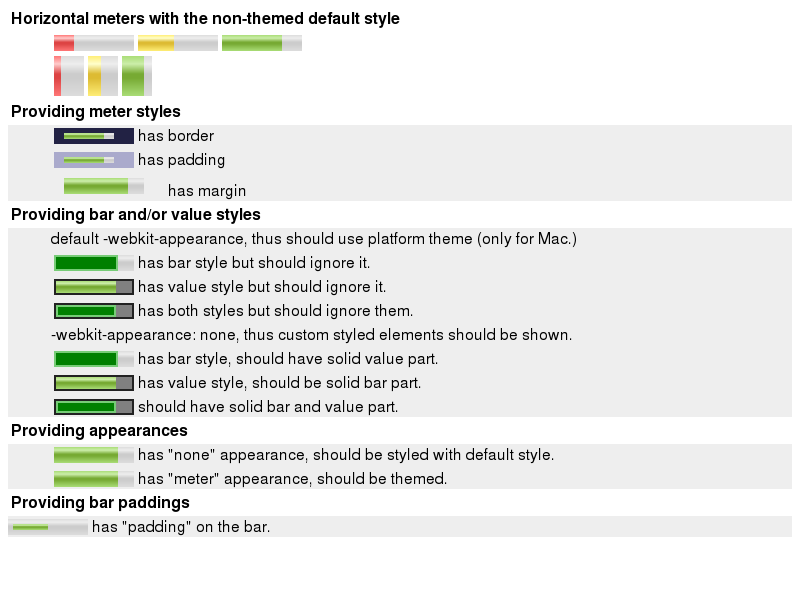 Horizontal meters with the non-themed default style
Providing meter styles
has border
has padding
has margin
Providing bar and/or value styles
default -webkit-appearance, thus should use platform theme (only for Mac.)
has bar style but should ignore it.
has value style but should ignore it.
has both styles but should ignore them.
-webkit-appearance: none, thus custom styled elements should be shown.
has bar style, should have solid value part.
has value style, should be solid bar part.
should have solid bar and value part.
Providing appearances
has "none" appearance, should be styled with default style.
has "meter" appearance, should be themed.
Providing bar paddings
has "padding" on the bar.